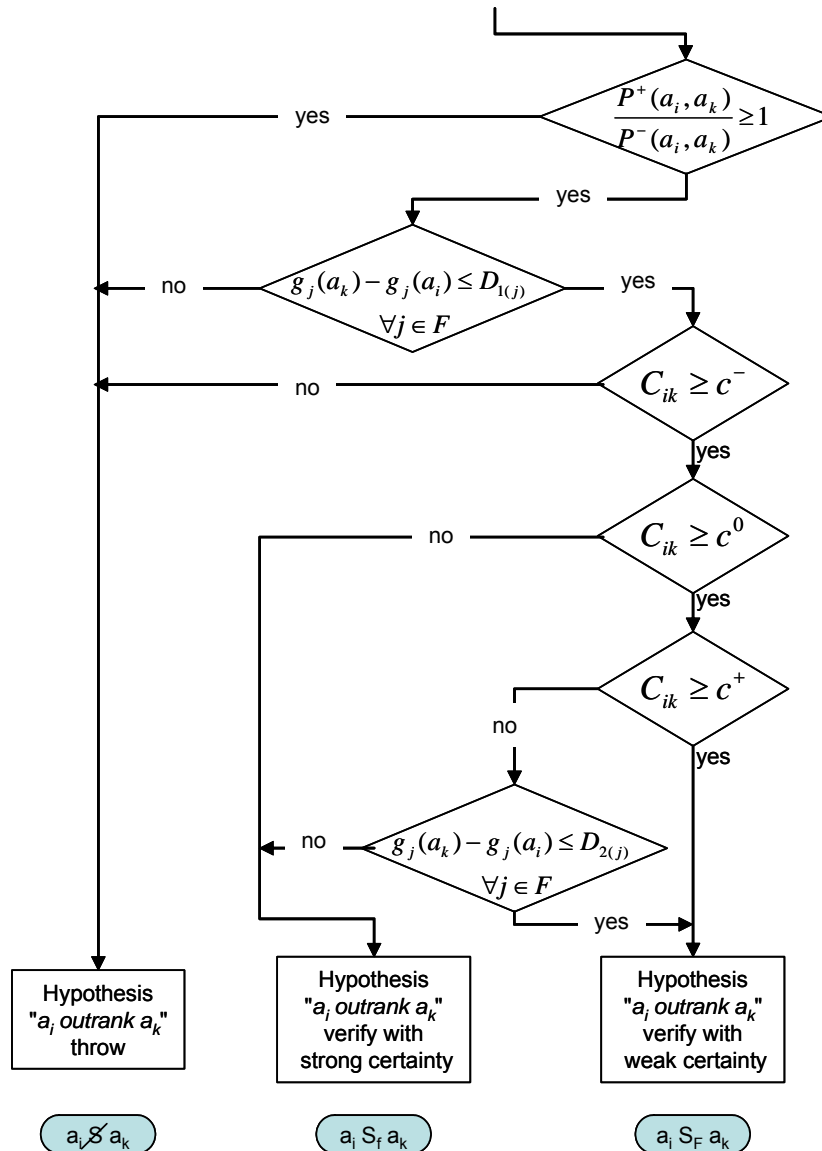 P⁺(aᵢ, aₖ)
P⁻(aᵢ, aₖ) ≥ 1
yes
yes
gⱼ(aₖ) − gⱼ(aᵢ) ≤ D₁₍ⱼ₎
∀j ∈ F
no
yes
Cᵢₖ ≥ c⁻
no
yes
Cᵢₖ ≥ c⁰
no
yes
Cᵢₖ ≥ c⁺
no
yes
gⱼ(aₖ) − gⱼ(aᵢ) ≤ D₂₍ⱼ₎
∀j ∈ F
no
yes
Hypothesis
"aᵢ outrank aₖ"
throw
Hypothesis
"aᵢ outrank aₖ"
verify with
strong certainty
Hypothesis
"aᵢ outrank aₖ"
verify with
weak certainty
aᵢ S̸ aₖ
aᵢ S_f aₖ
aᵢ S_F aₖ